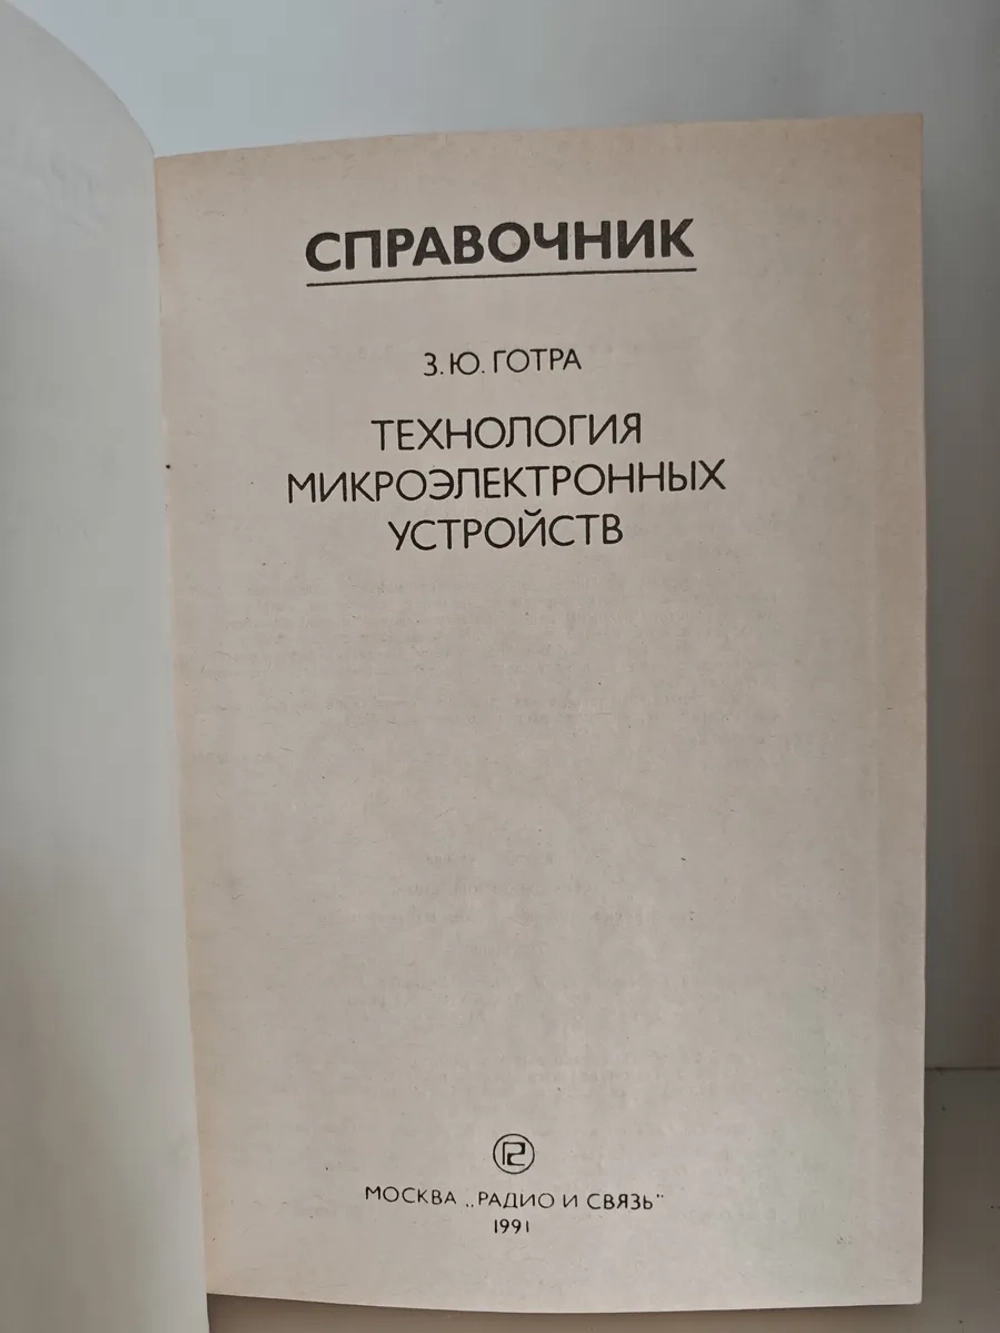 СПРАВОЧНИК
З. Ю. ГОТРА
ТЕХНОЛОГИЯ
МИКРОЭЛЕКТРОННЫХ
УСТРОЙСТВ
МОСКВА „РАДИО И СВЯЗЬ"
1991